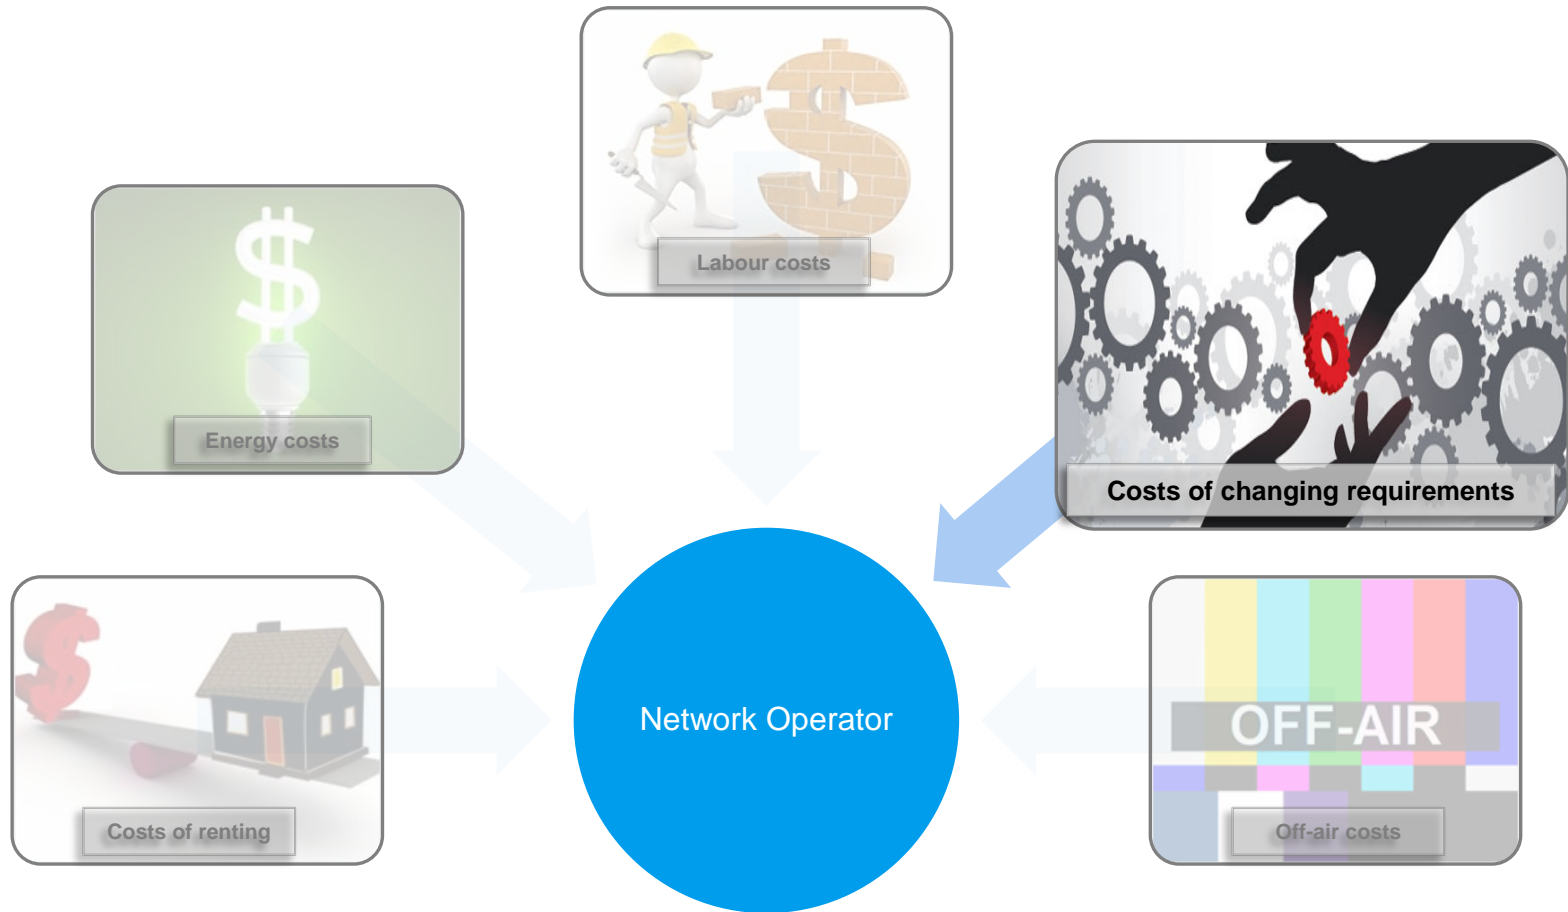 Labour costs
Energy costs
Costs of changing requirements
Network Operator
OFF-AIR
Costs of renting
Off-air costs